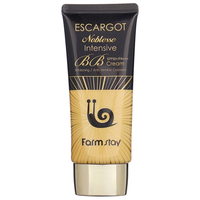 ESCARGOT
Noblesse
Intensive
BB
Cream
Farmstay